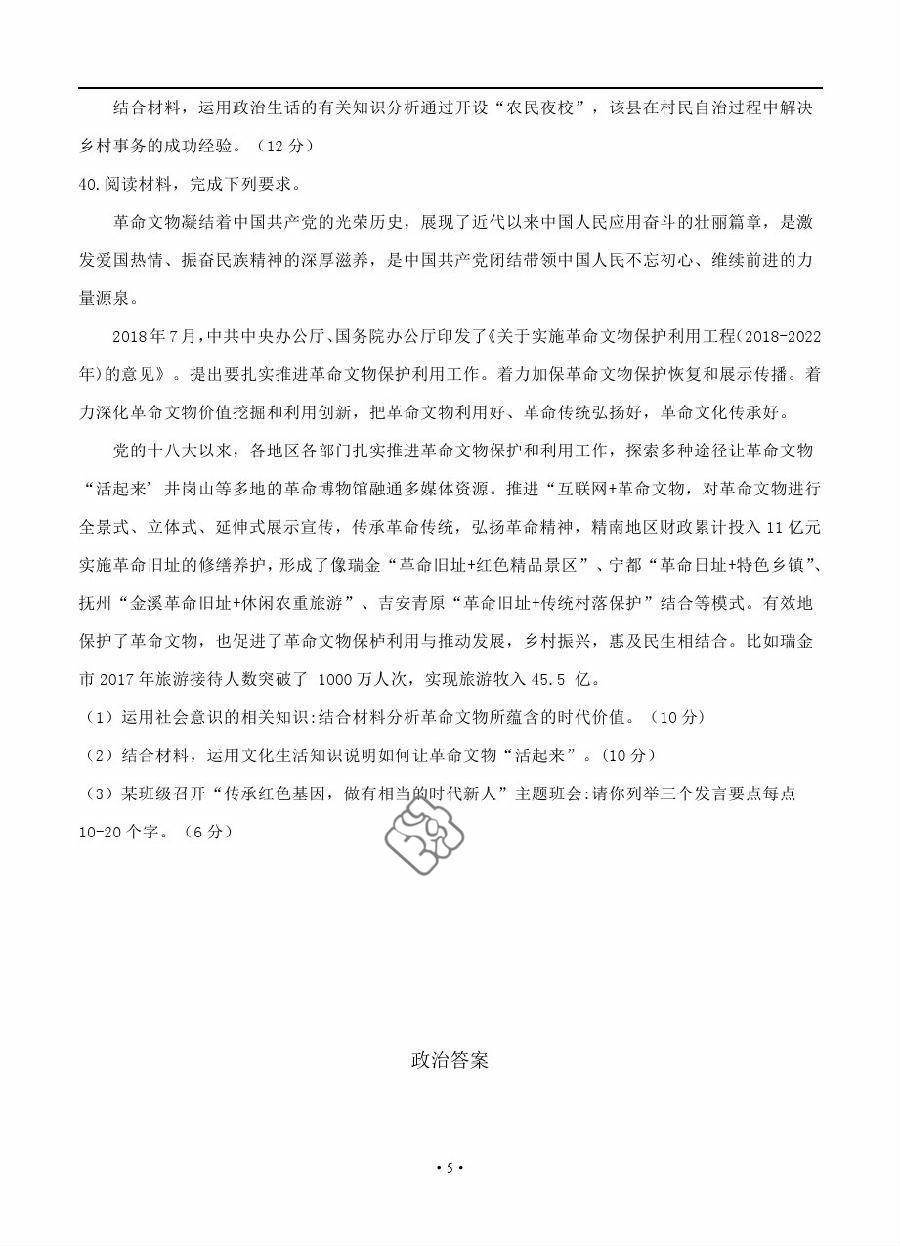 结合材料，运用政治生活的有关知识分析通过开设“农民夜校”，该县在村民自治过程中解决
乡村事务的成功经验。（12 分）
40.阅读材料，完成下列要求。
革命文物凝结着中国共产党的光荣历史，展现了近代以来中国人民应用奋斗的壮丽篇章，是激
发爱国热情、振奋民族精神的深厚滋养，是中国共产党闭结带领中国人民不忘初心、维续前进的力
量源泉。
2018年7月,中共中央办公厅、国务院办公厅印发了《关于实施革命文物保护利用工程(2018-2022
年)的意见》。提出要扎实推进革命文物保护利用工作。着力加保革命文物保护恢复和展示传播。着
力深化革命文物价值挖掘和利用创新，把革命文物利用好、革命传统弘扬好，革命文化传承好。
党的十八大以来，各地区各部门扎实推进革命文物保护和利用工作，探索多种途径让革命文物
“活起来’ 井岗山等多地的革命博物馆融通多媒体资源．推进“互联网+革命文物，对革命文物进行
全景式、立体式、延伸式展示宣传，传承革命传统，弘扬革命精神，精南地区财政累计投入 11 亿元
实施革命旧址的修缮养护，形成了像瑞金“革命旧址+红色精品景区”、宁都“革命日址+特色乡镇”、
抚州“金溪革命旧址+休闲农重旅游”、吉安青原“革命旧址+传统村落保护”结合等模式。有效地
保护了革命文物，也促进了革命文物保栌利用与推动发展，乡村振兴，惠及民生相结合。比如瑞金
市 2017 年旅游接待人数突破了 1000 万人次，实现旅游牧入 45.5 亿。
（1）运用社会意识的相关知识:结合材料分析革命文物所蕴含的时代价值。（10 分)
（2）结合材料，运用文化生活知识说明如何让革命文物“活起来”。(10 分）
（3）某班级召开“传承红色基因，做有相当的时代新人”主题班会:请你列举三个发言要点每点
10-20 个字。（6 分）
政治答案
·5·